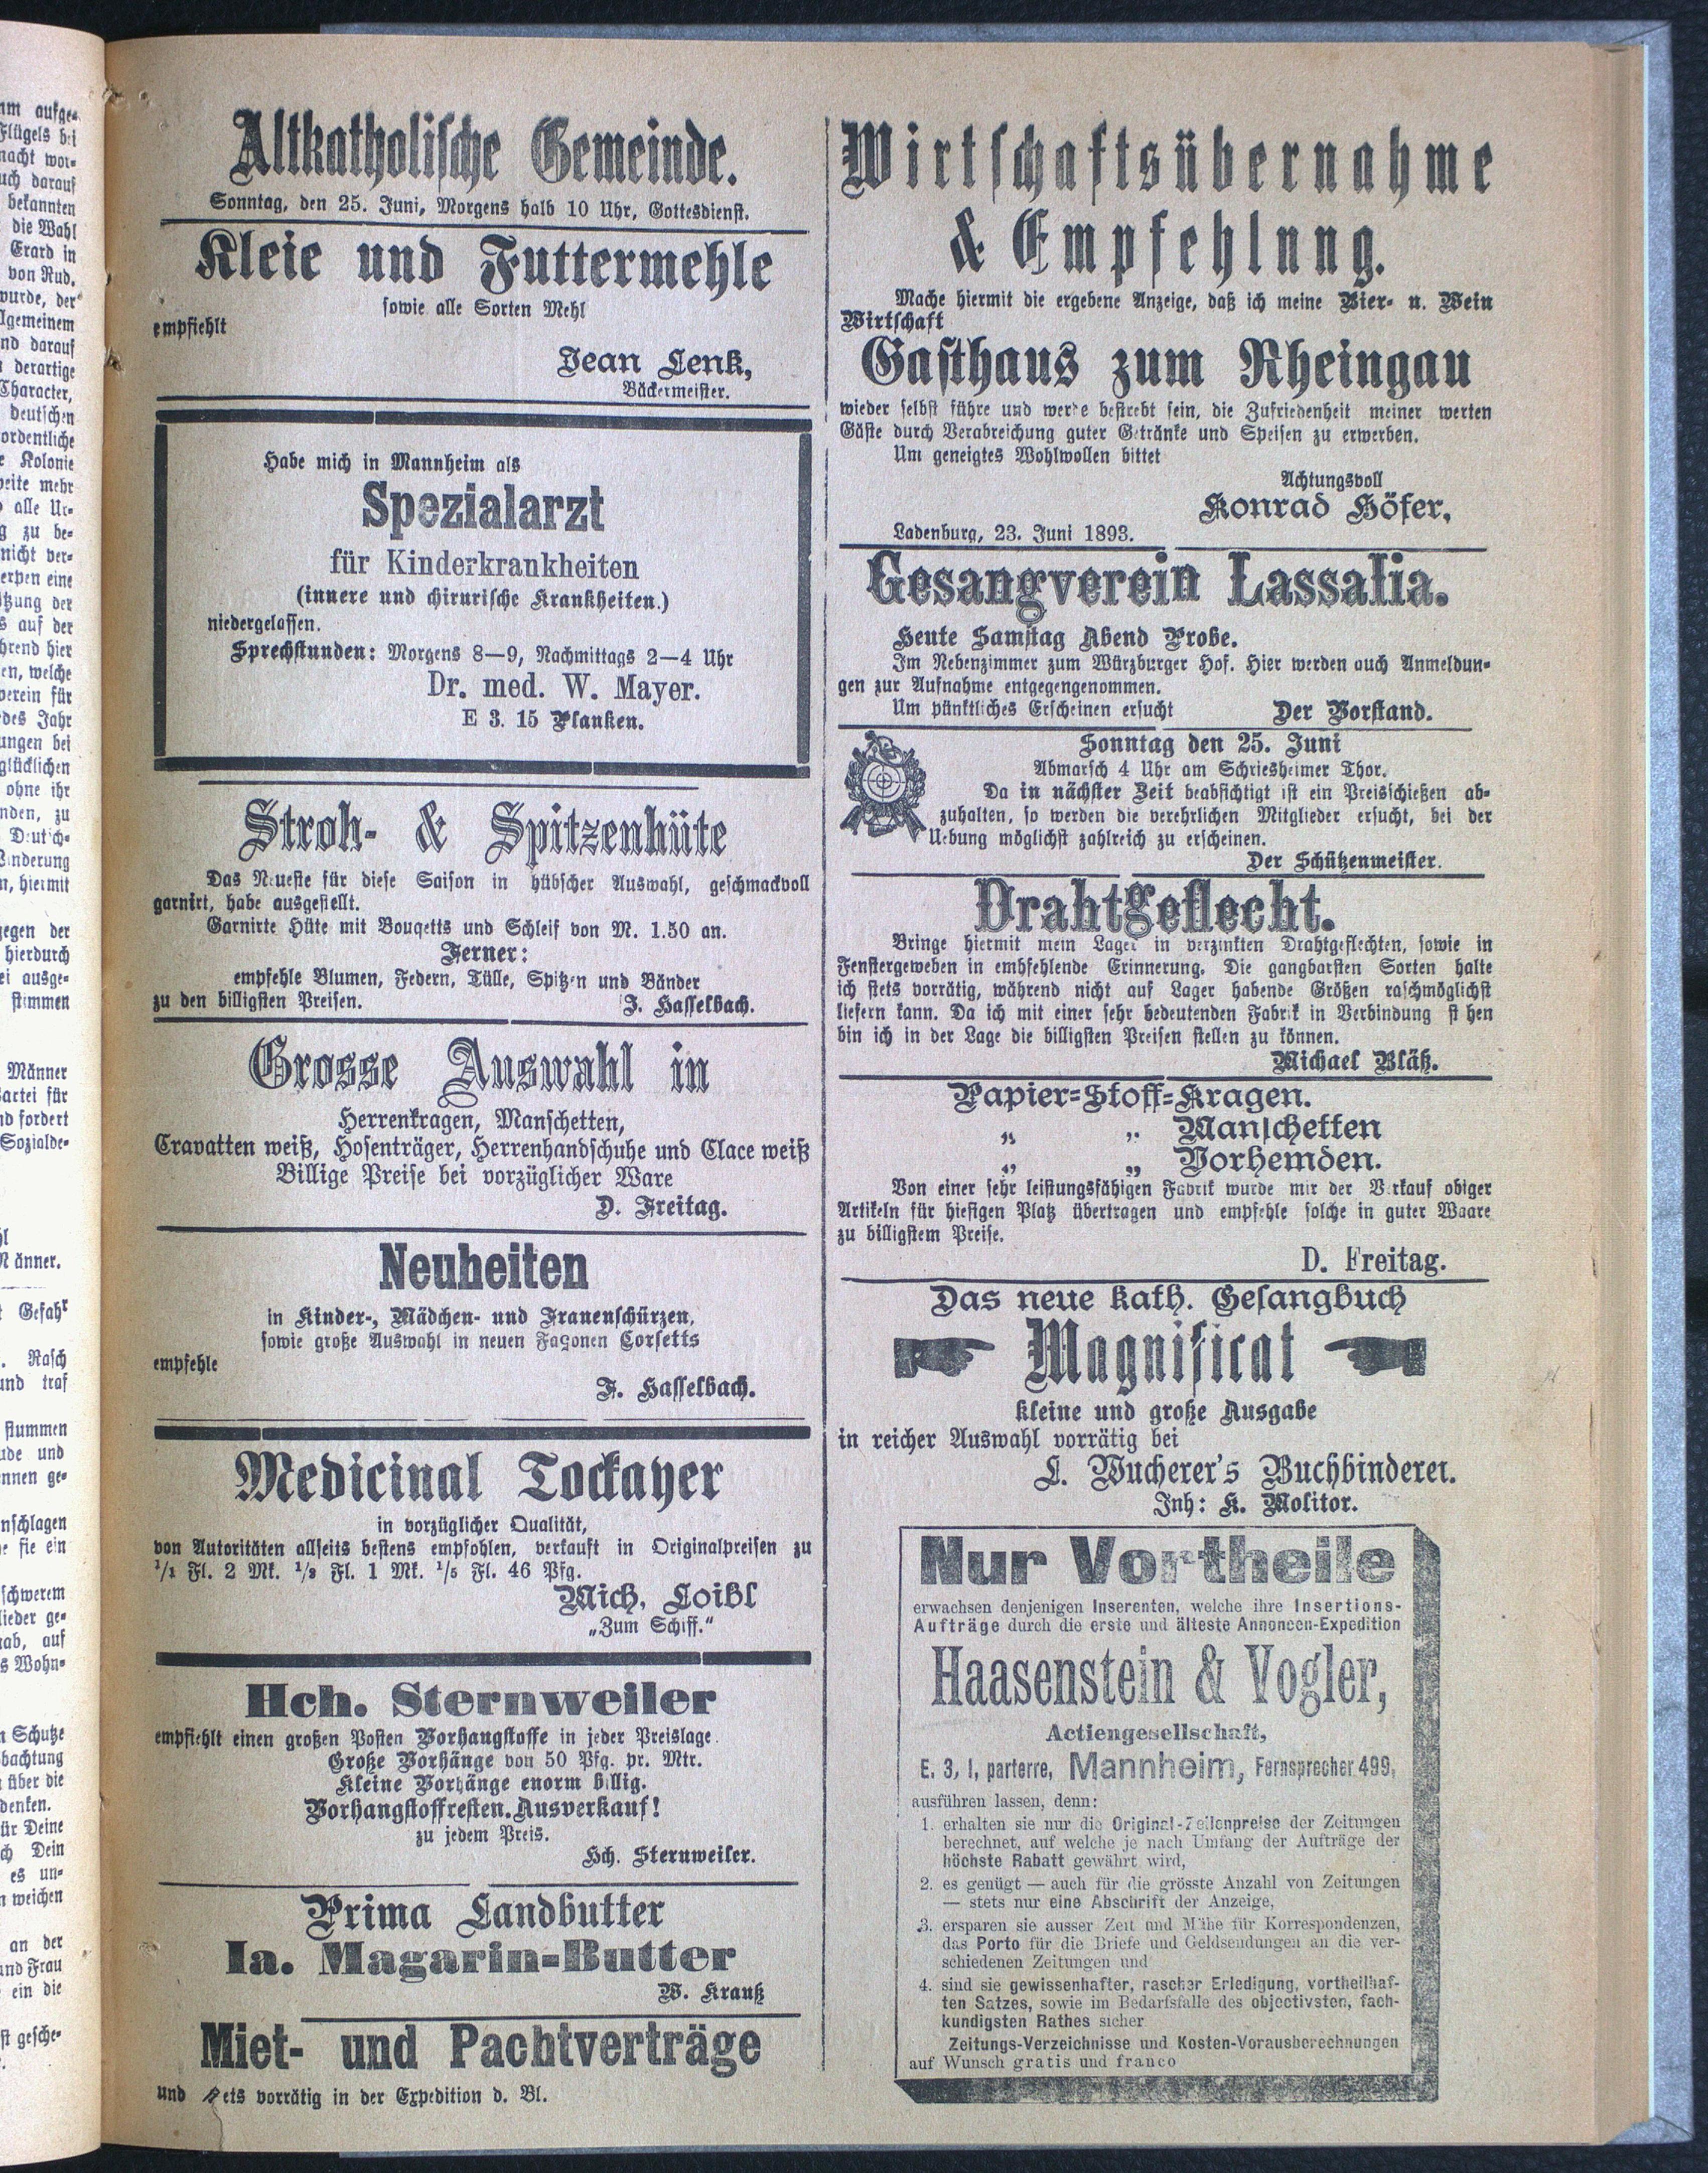 Altkatholische Gemeinde.
Sonntag, den 25. Juni, Morgens halb 10 Uhr, Gottesdienst.
Kleie und Futtermehle
sowie alle Sorten Mehl
empfiehlt
Jean Lenk,
Bäckermeister.
Habe mich in Mannheim als
Spezialarzt
für Kinderkrankheiten
(innere und chirurische Krankheiten.)
niedergelassen.
Sprechstunden: Morgens 8—9, Nachmittags 2—4 Uhr
Dr. med. W. Mayer.
E 3. 15 Planken.
Stroh- & Spitzenhüte
Das Neueste für diese Saison in hübscher Auswahl, geschmackvoll
garnirt, habe ausgestellt.
Garnirte Hüte mit Bouqetts und Schleif von M. 1.50 an.
Ferner:
empfehle Blumen, Federn, Tülle, Spitzen und Bänder
zu den billigsten Preisen.
J. Hasselbach.
Grosse Auswahl in
Herrenkragen, Manschetten,
Cravatten weiß, Hosenträger, Herrenhandschuhe und Clace weiß
Billige Preise bei vorzüglicher Ware
D. Freitag.
Neuheiten
in Kinder-, Mädchen- und Frauenschürzen,
sowie große Auswahl in neuen Façonen Corsetts
empfehle
F. Hasselbach.
Medicinal Tockayer
in vorzüglicher Qualität,
von Autoritäten allseits bestens empfohlen, verkauft in Originalpreisen zu
1/1 Fl. 2 Mk. 1/2 Fl. 1 Mk. 1/5 Fl. 46 Pfg.
Mich. Loibl
„Zum Schiff.“
Hch. Sternweiler
empfiehlt einen großen Posten Vorhangstoffe in jeder Preislage.
Große Vorhänge von 50 Pfg. pr. Mtr.
Kleine Vorhänge enorm billig.
Vorhangstoffresten.Ausverkauf!
zu jedem Preis.
Hch. Sternweiler.
Prima Landbutter
Ia. Magarin-Butter
W. Krauß
Miet- und Pachtverträge
und stets vorrätig in der Expedition d. Bl.
Wirtschaftsübernahme
& Empfehlung.
Mache hiermit die ergebene Anzeige, daß ich meine Bier- u. Wein
Wirtschaft
Gasthaus zum Rheingau
wieder selbst führe und werde bestrebt sein, die Zufriedenheit meiner werten
Gäste durch Verabreichung guter Getränke und Speisen zu erwerben.
Um geneigtes Wohlwollen bittet
Achtungsvoll
Konrad Höfer,
Ladenburg, 23. Juni 1893.
Gesangverein Lassalia.
Heute Samstag Abend Probe.
Im Nebenzimmer zum Würzburger Hof. Hier werden auch Anmeldun-
gen zur Aufnahme entgegengenommen.
Um pünktliches Erscheinen ersucht
Der Vorstand.
Sonntag den 25. Juni
Abmarsch 4 Uhr am Schriesheimer Thor.
Da in nächster Zeit beabsichtigt ist ein Preisschießen ab-
zuhalten, so werden die verehrlichen Mitglieder ersucht, bei der
Uebung möglichst zahlreich zu erscheinen.
Der Schützenmeister.
Drahtgeflecht.
Bringe hiermit mein Lager in verzinkten Drahtgeflechten, sowie in
Fenstergeweben in embfehlende Erinnerung. Die gangbarsten Sorten halte
ich stets vorrätig, während nicht auf Lager habende Größen raschmöglichst
liefern kann. Da ich mit einer sehr bedeutenden Fabrik in Verbindung stehen
bin ich in der Lage die billigsten Preisen stellen zu können.
Michael Bläß.
Papier-Stoff-Kragen.
„ „ Manschetten
„ „ Vorhemden.
Von einer sehr leistungsfähigen Fabrik wurde mir der Verkauf obiger
Artikeln für hiesigen Platz übertragen und empfehle solche in guter Waare
zu billigstem Preise.
D. Freitag.
Das neue kath. Gesangbuch
Magnificat
kleine und große Ausgabe
in reicher Auswahl vorrätig bei
L. Wucherer's Buchbinderei.
Inh: K. Molitor.
Nur Vortheile
erwachsen denjenigen Inserenten, welche ihre Insertions-
Aufträge durch die erste und älteste Annoncen-Expedition
Haasenstein & Vogler,
Actiengesellschaft,
E. 3, I, parterre, Mannheim, Fernsprecher 499,
ausführen lassen, denn:
1. erhalten sie nur die Original-Zeilenpreise der Zeitungen
berechnet, auf welche je nach Umfang der Aufträge der
höchste Rabatt gewährt wird,
2. es genügt — auch für die grösste Anzahl von Zeitungen
— stets nur eine Abschrift der Anzeige,
3. ersparen sie ausser Zeit und Mühe für Korrespondenzen,
das Porto für die Briefe und Geldsendungen an die ver-
schiedenen Zeitungen und
4. sind sie gewissenhafter, rascher Erledigung, vortheilhaf-
ten Satzes, sowie im Bedarfsfalle des objectivsten, fach-
kundigsten Rathes sicher
Zeitungs-Verzeichnisse und Kosten-Vorausberechnungen
auf Wunsch gratis und franco